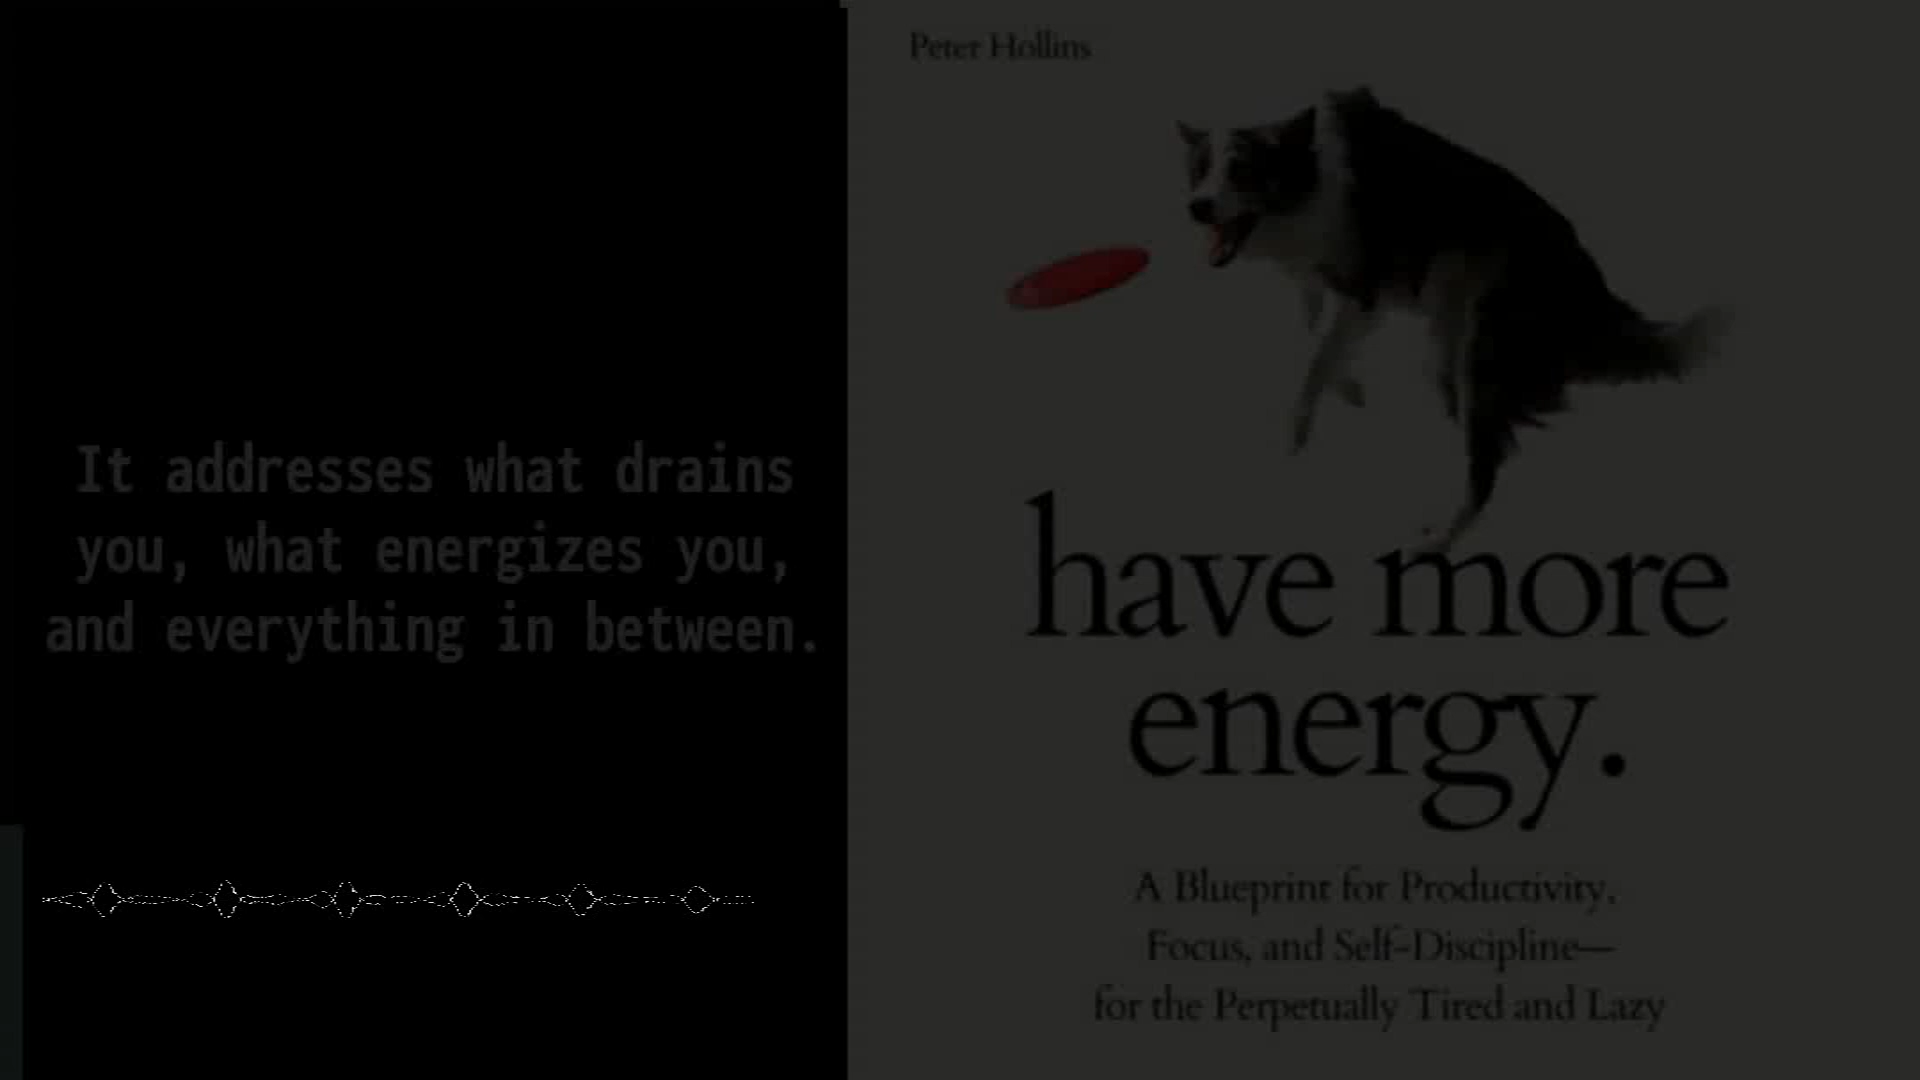 It addresses what drains
you, what energizes you,
and everything in between.
Peter Hollins
have more
energy.
A Blueprint for Productivity,
Focus, and Self-Discipline—
for the Perpetually Tired and Lazy